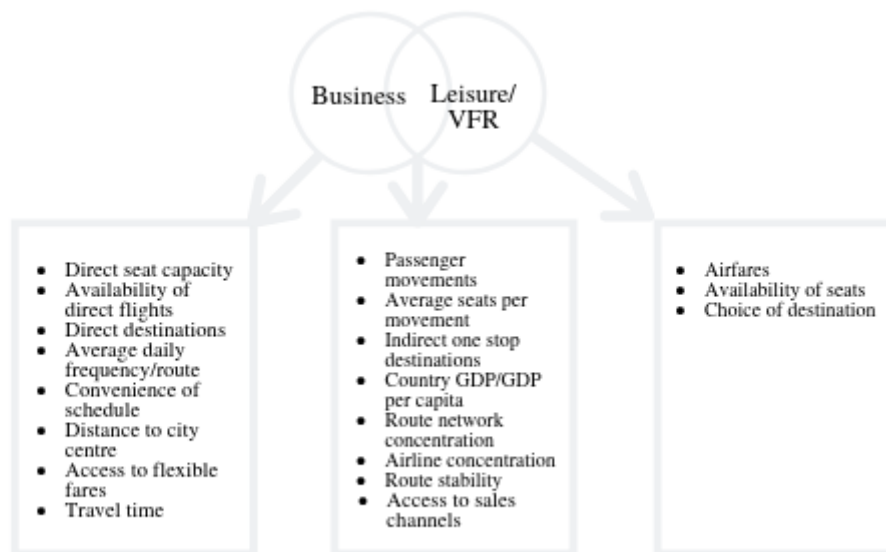 Business
Leisure/
VFR
• Direct seat capacity
• Availability of
direct flights
• Direct destinations
• Average daily
frequency/route
• Convenience of
schedule
• Distance to city
centre
• Access to flexible
fares
• Travel time
• Passenger
movements
• Average seats per
movement
• Indirect one stop
destinations
• Country GDP/GDP
per capita
• Route network
concentration
• Airline concentration
• Route stability
• Access to sales
channels
• Airfares
• Availability of seats
• Choice of destination